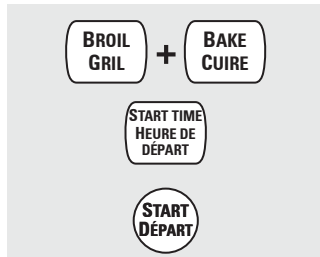 BROIL
GRIL
+
BAKE
CUIRE
START TIME
HEURE DE
DÉPART
START
DÉPART